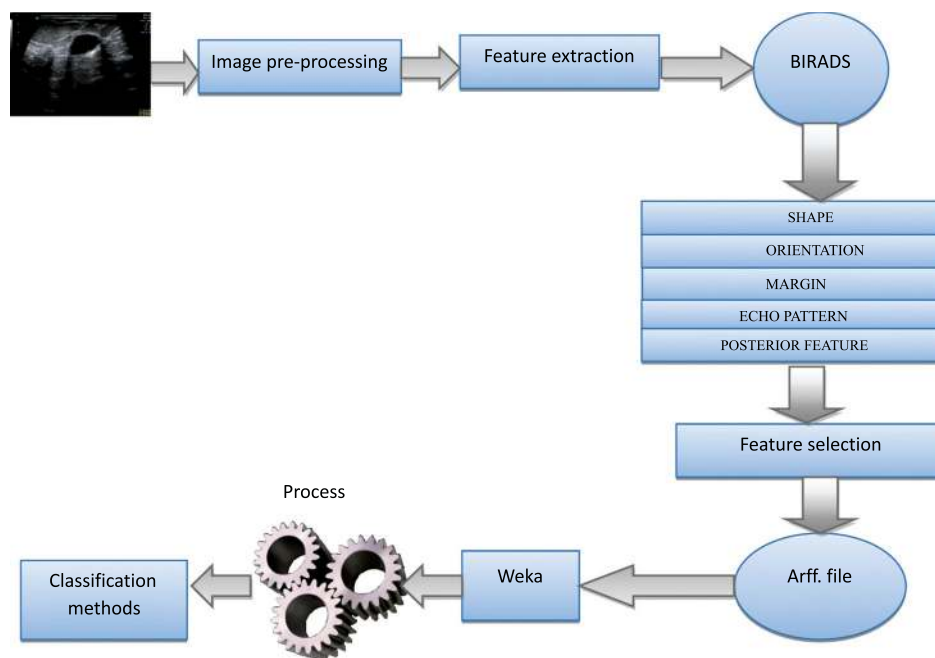 Image pre-processing
Feature extraction
BIRADS
SHAPE
ORIENTATION
MARGIN
ECHO PATTERN
POSTERIOR FEATURE
Feature selection
Arff. file
Weka
Process
Classification
methods